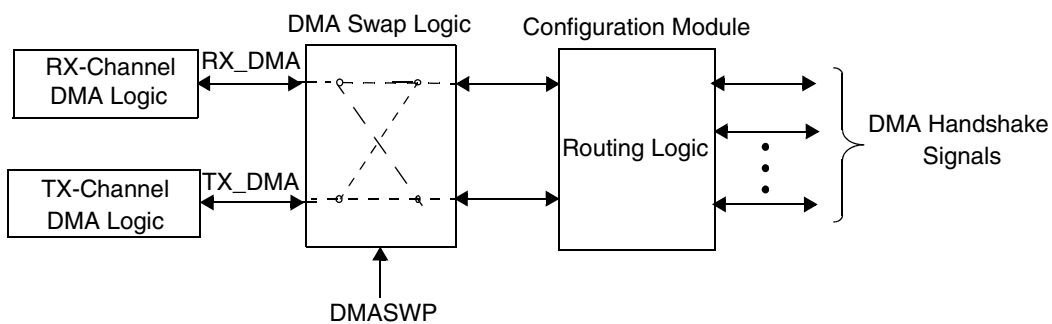 DMA Swap Logic
Configuration Module
RX-Channel
DMA Logic
RX_DMA
Routing Logic
DMA Handshake
Signals
TX-Channel
DMA Logic
TX_DMA
DMASWP